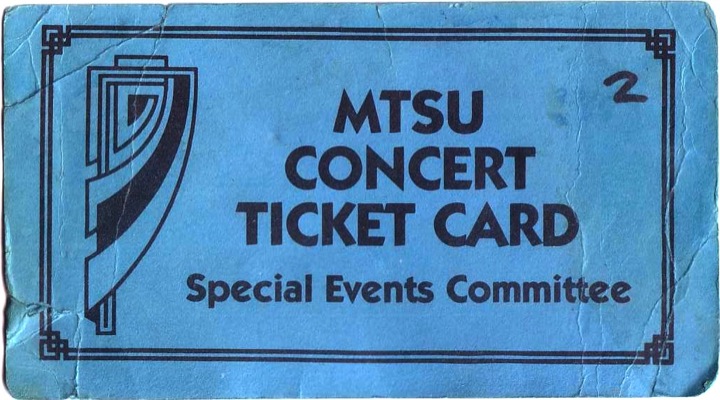 2
MTSU
CONCERT
TICKET CARD
Special Events Committee